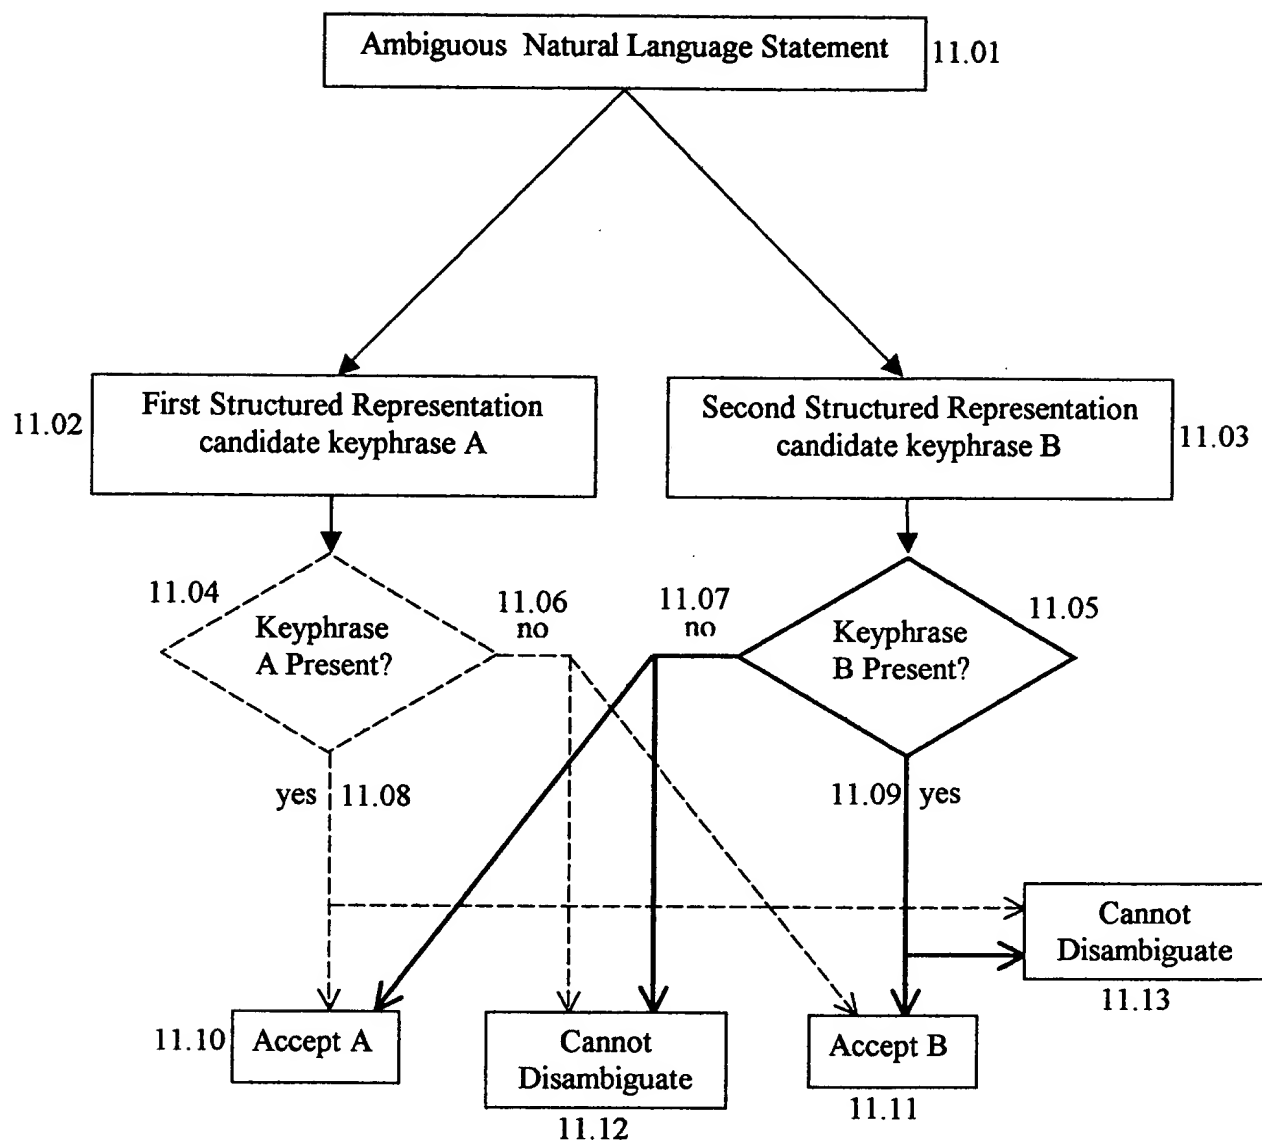 Ambiguous Natural Language Statement
11.01
First Structured Representation
candidate keyphrase A
11.02
Second Structured Representation
candidate keyphrase B
11.03
11.04
Keyphrase
A Present?
11.06
no
11.07
no
11.05
Keyphrase
B Present?
yes
11.08
11.09
yes
Cannot
Disambiguate
11.13
11.10
Accept A
Cannot
Disambiguate
11.12
Accept B
11.11